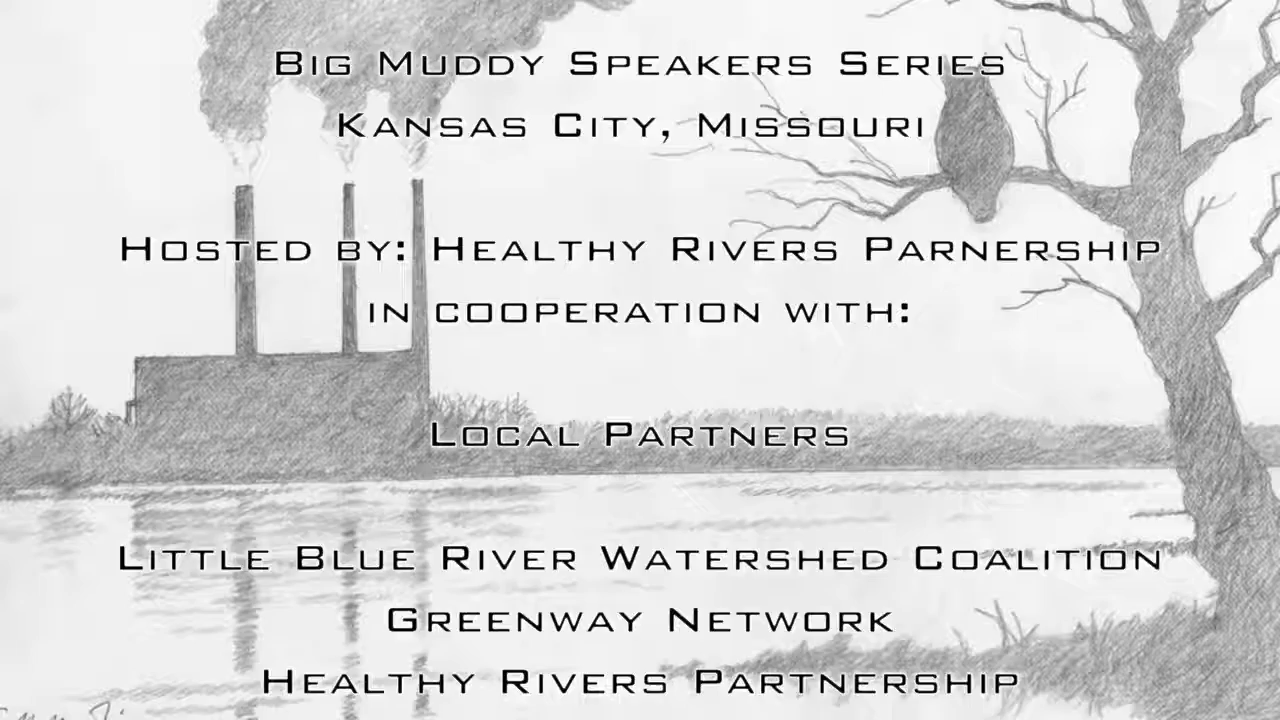 Big Muddy Speakers Series
Kansas City, Missouri
Hosted by: Healthy Rivers Parnership
in cooperation with:
Local Partners
Little Blue River Watershed Coalition
Greenway Network
Healthy Rivers Partnership